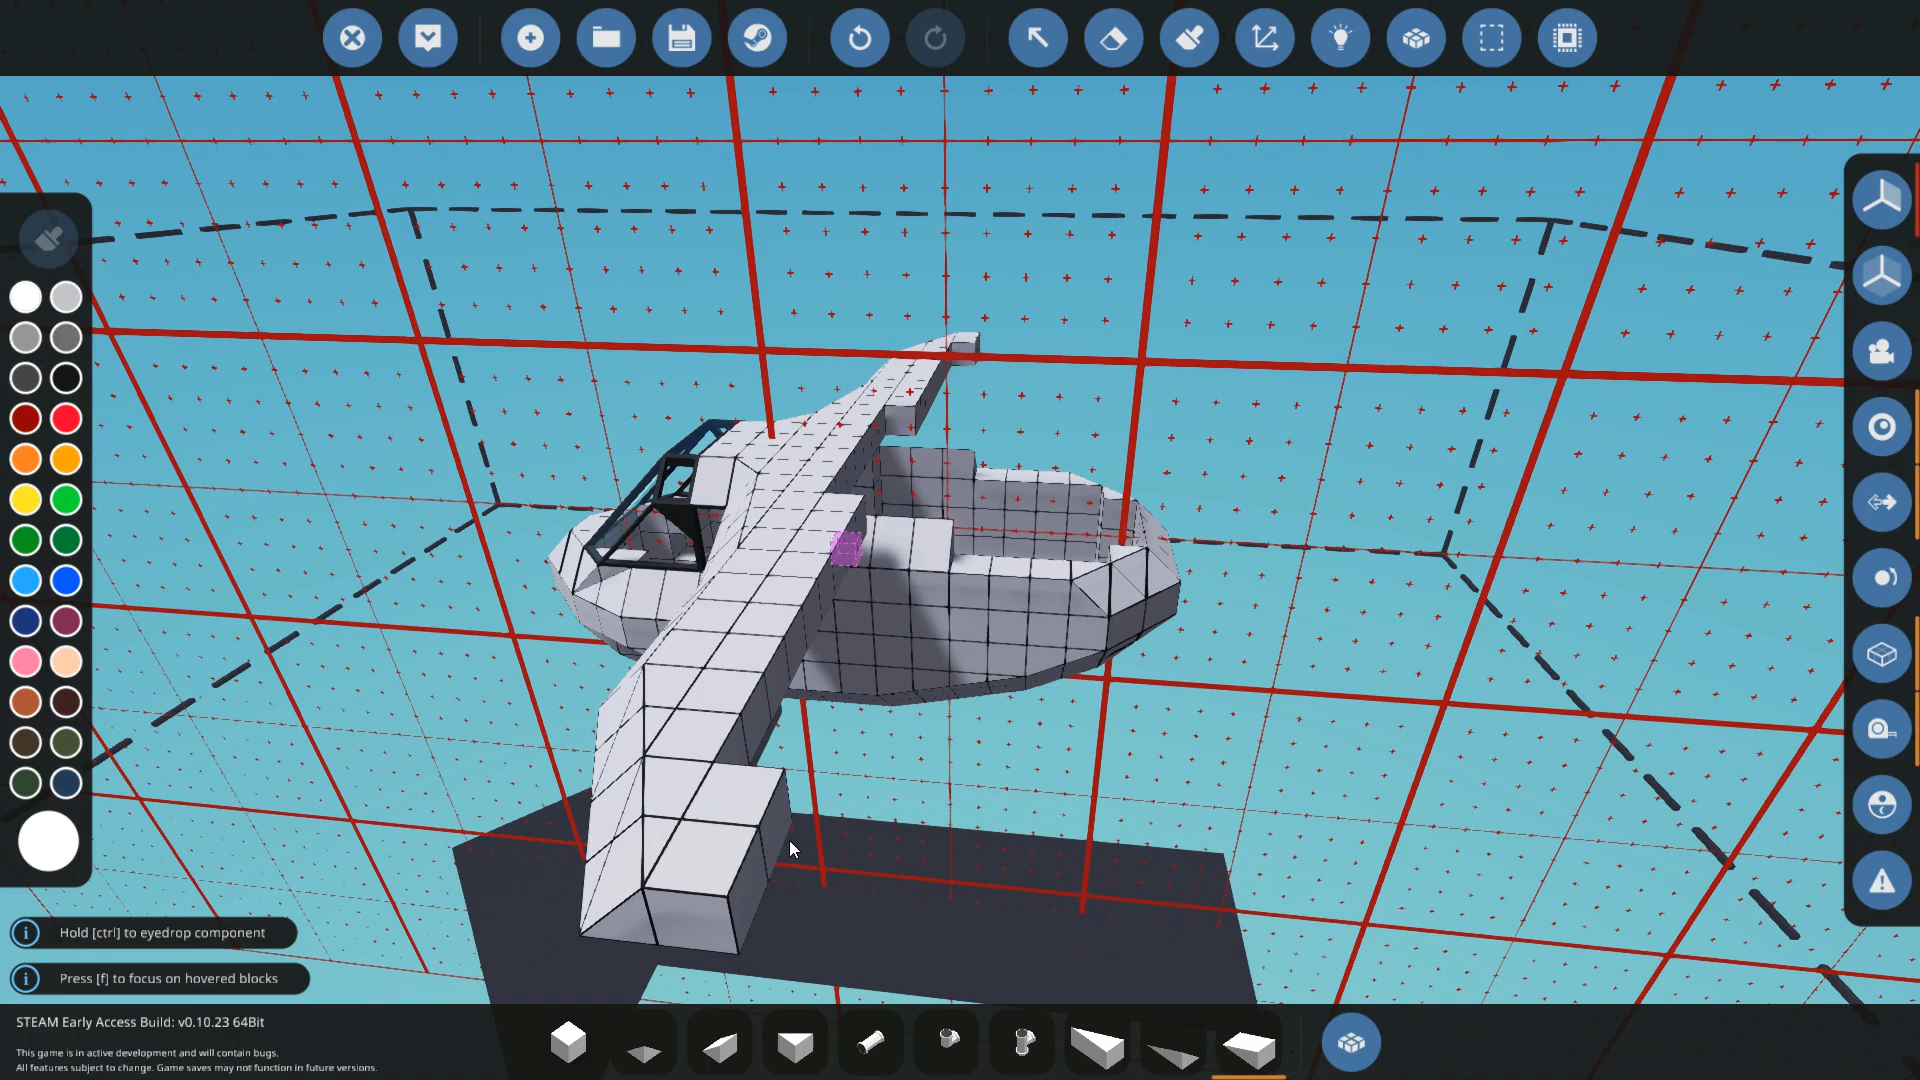 Hold [ctrl] to eyedrop component
Press [f] to focus on hovered blocks
STEAM Early Access Build: v0.10.23 64Bit
This game is in active development and will contain bugs.
All features subject to change. Game saves may not function in future versions.